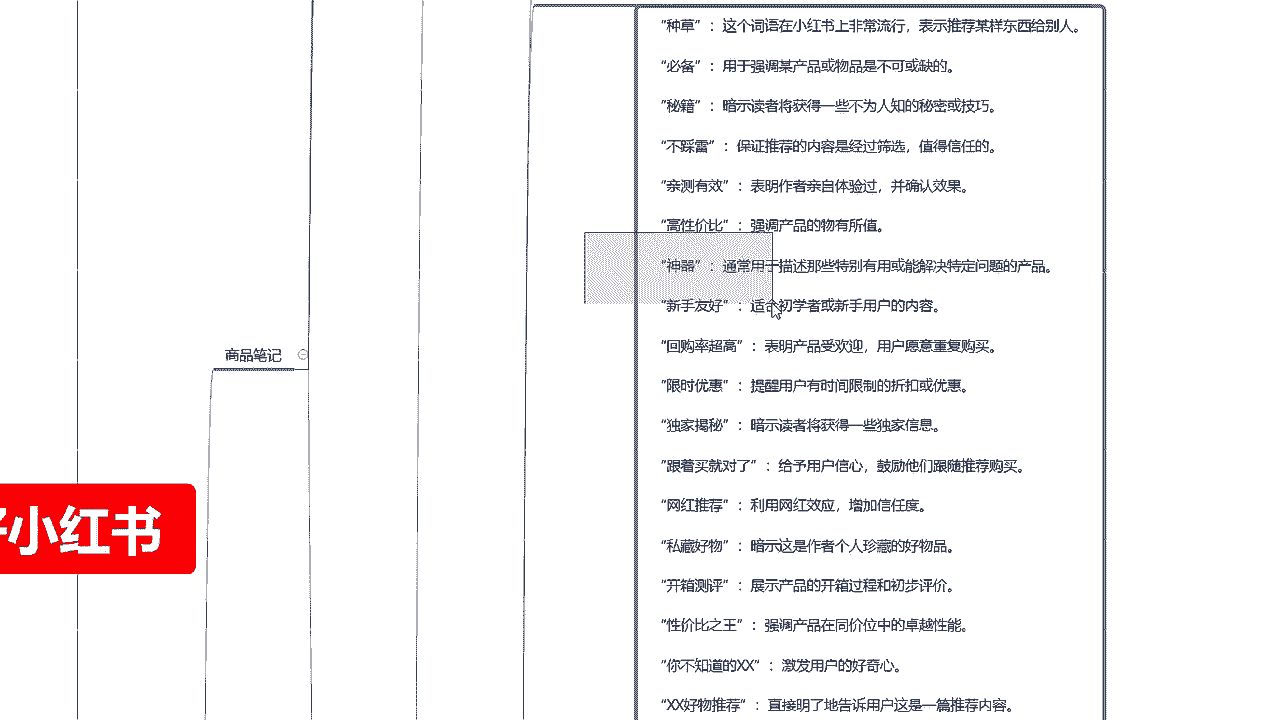 "种草"：这个词语在小红书上非常流行，表示推荐某样东西给别人。
"必备"：用于强调某产品或物品是不可或缺的。
"秘籍"：暗示读者将获得一些不为人知的秘密或技巧。
"不踩雷"：保证推荐的内容是经过筛选，值得信任的。
"亲测有效"：表明作者亲自体验过，并确认效果。
"高性价比"：强调产品的物有所值。
"神器"：通常用于描述那些特别有用或能解决特定问题的产品。
"新手友好"：适合初学者或新手用户的内容。
"回购率超高"：表明产品受欢迎，用户愿意重复购买。
"限时优惠"：提醒用户有时间限制的折扣或优惠。
"独家揭秘"：暗示读者将获得一些独家信息。
"跟着买就对了"：给予用户信心，鼓励他们跟随推荐购买。
"网红推荐"：利用网红效应，增加信任度。
"私藏好物"：暗示这是作者个人珍藏的好物品。
"开箱测评"：展示产品的开箱过程和初步评价。
"性价比之王"：强调产品在同价位中的卓越性能。
"你不知道的XX"：激发用户的好奇心。
"XX好物推荐"：直接明了地告诉用户这是一篇推荐内容。
商品笔记
小红书